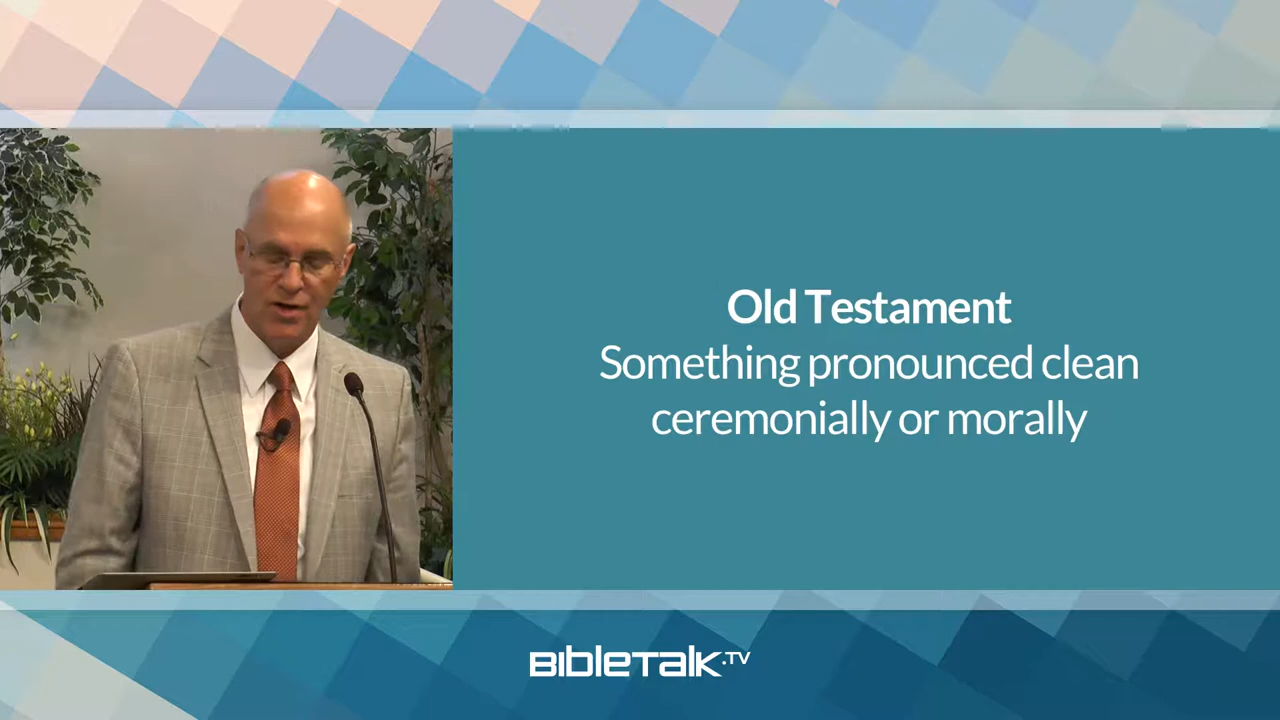 Old Testament
Something pronounced clean
ceremonially or morally
BibleTalk.TV